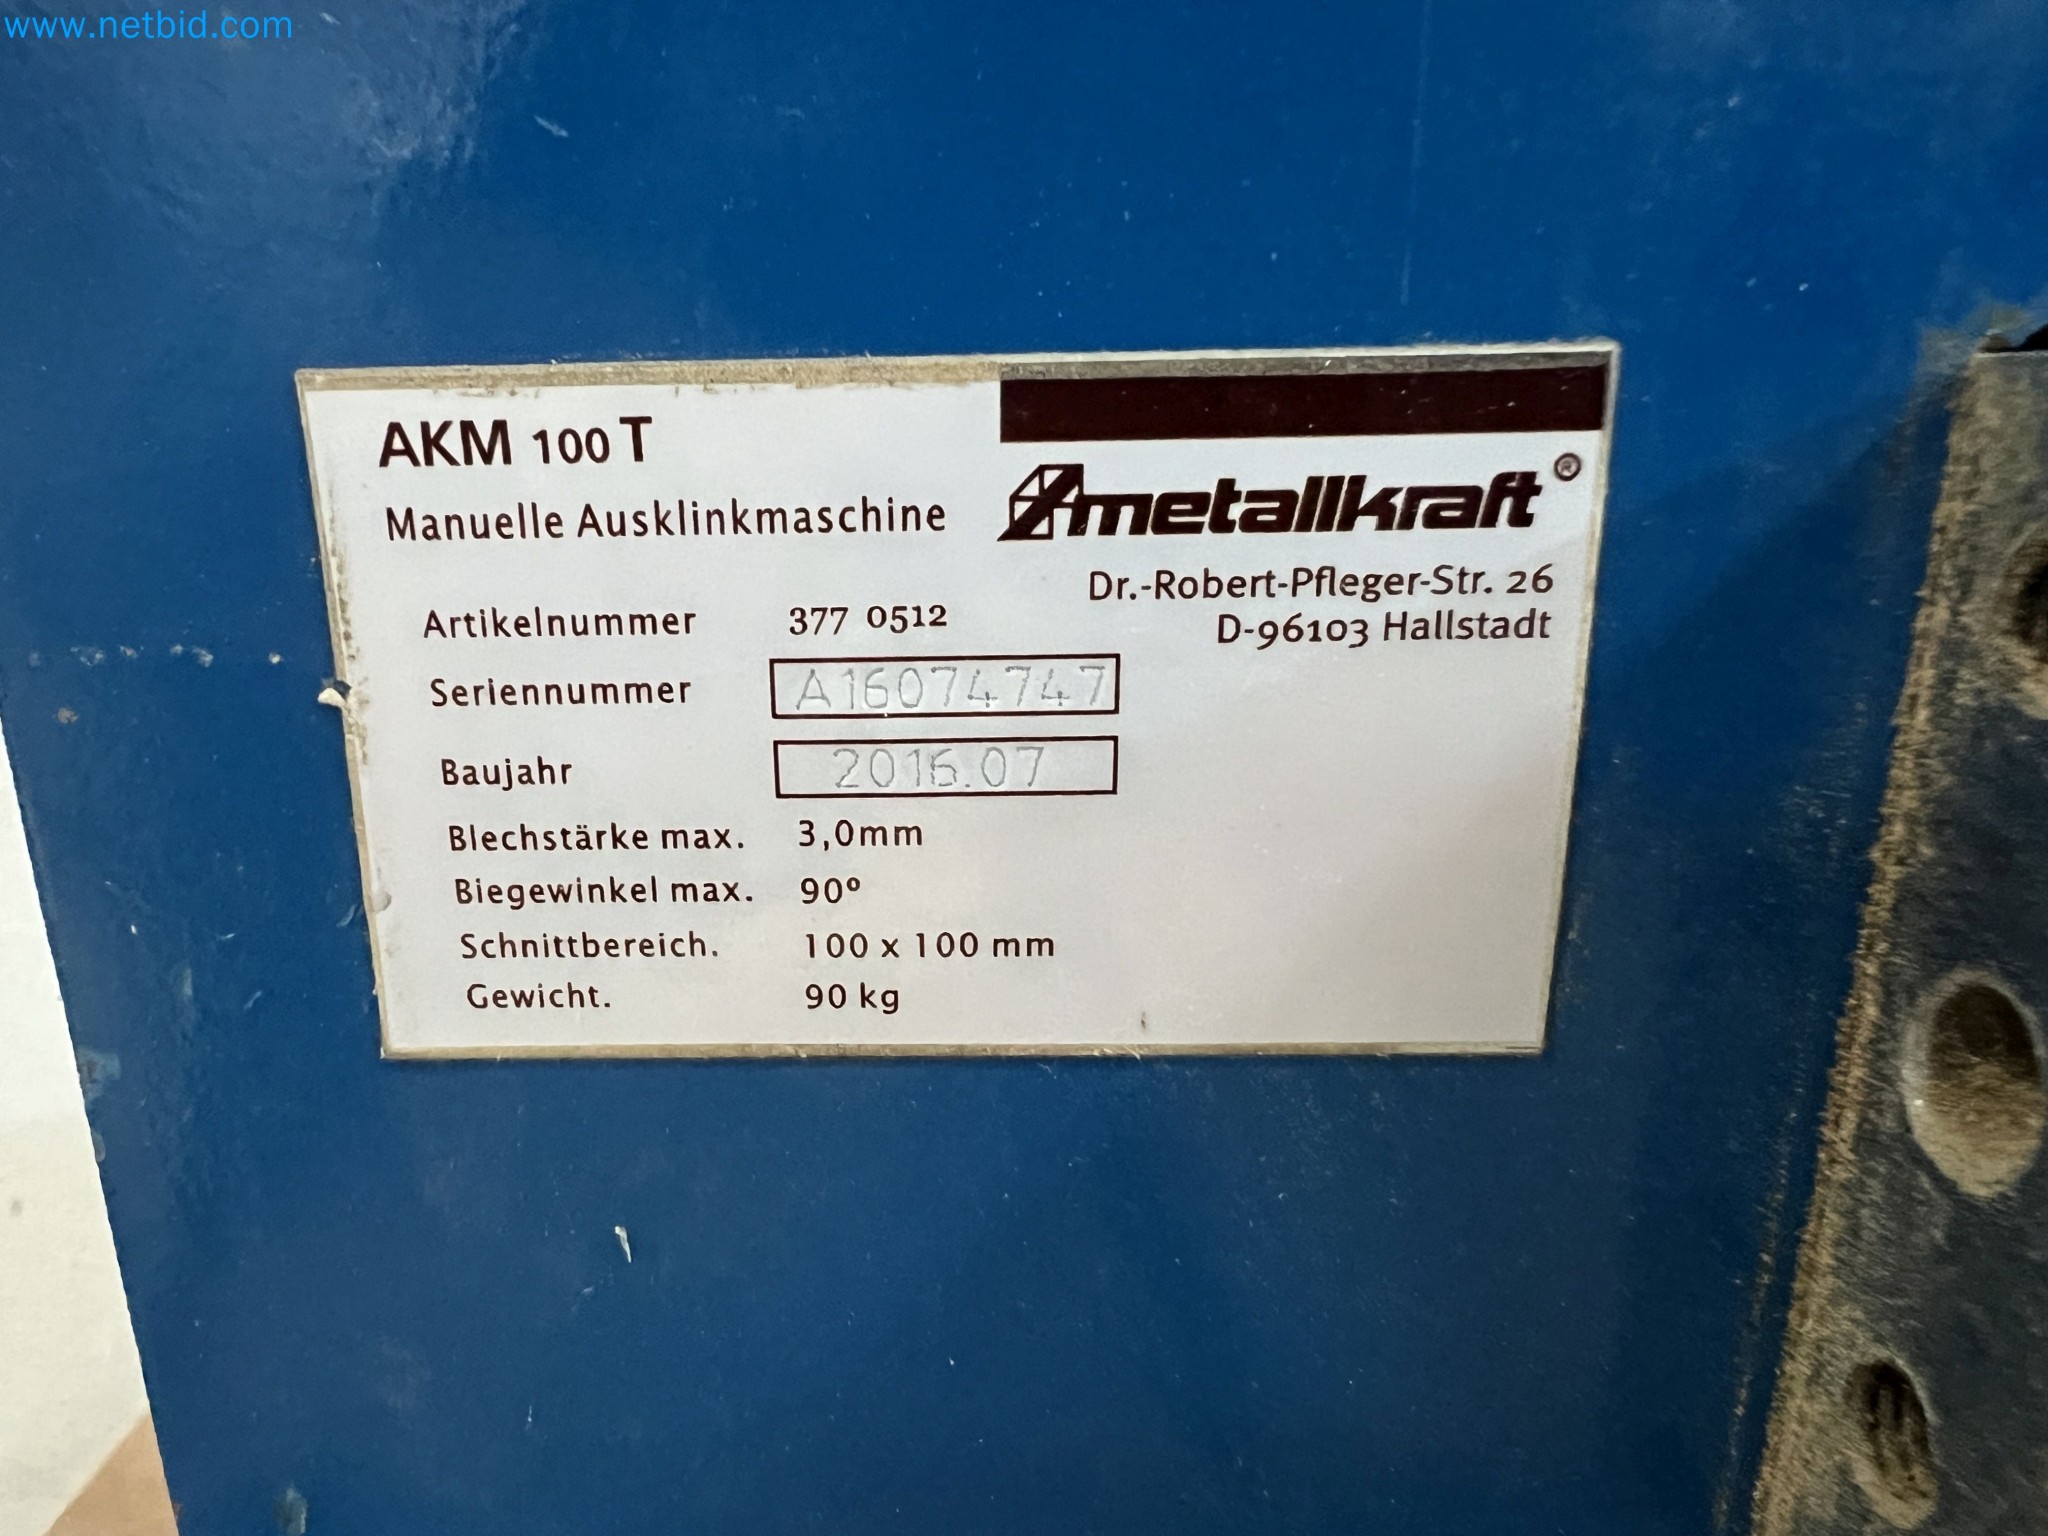 www.netbid.com
AKM 100 T
Manuelle Ausklinkmaschine
metallkraft®
Dr.-Robert-Pfleger-Str. 26
D-96103 Hallstadt
Artikelnummer 377 0512
Seriennummer A16074747
Baujahr 2016.07
Blechstärke max. 3,0mm
Biegewinkel max. 90º
Schnittbereich. 100 x 100 mm
Gewicht. 90 kg